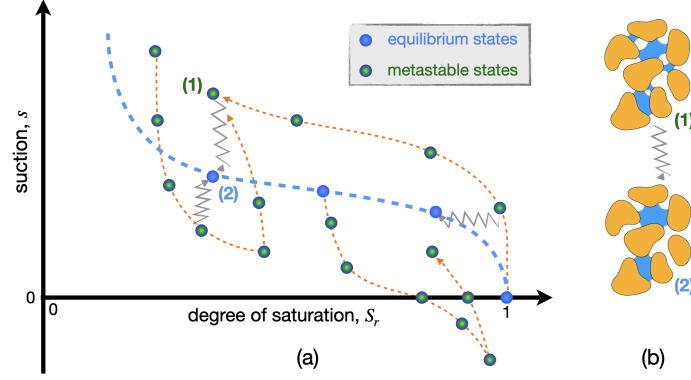 equilibrium states
metastable states
(1)
(2)
suction, s
0
0
degree of saturation, Sᵣ
1
(a)
(1)
(2)
(b)